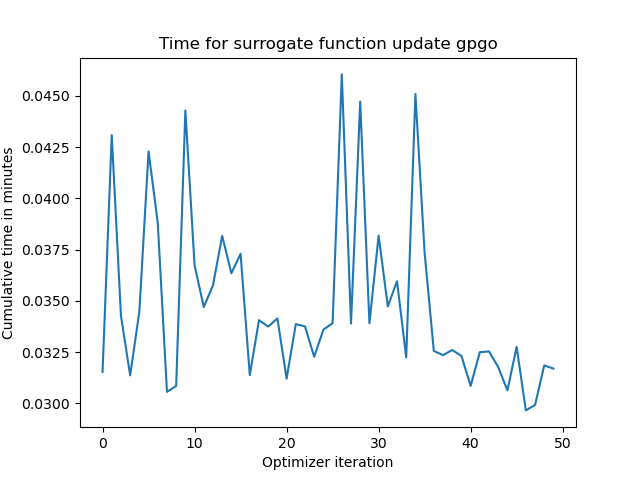 Time for surrogate function update gpgo
Cumulative time in minutes
0.0450
0.0425
0.0400
0.0375
0.0350
0.0325
0.0300
0 10 20 30 40 50
Optimizer iteration